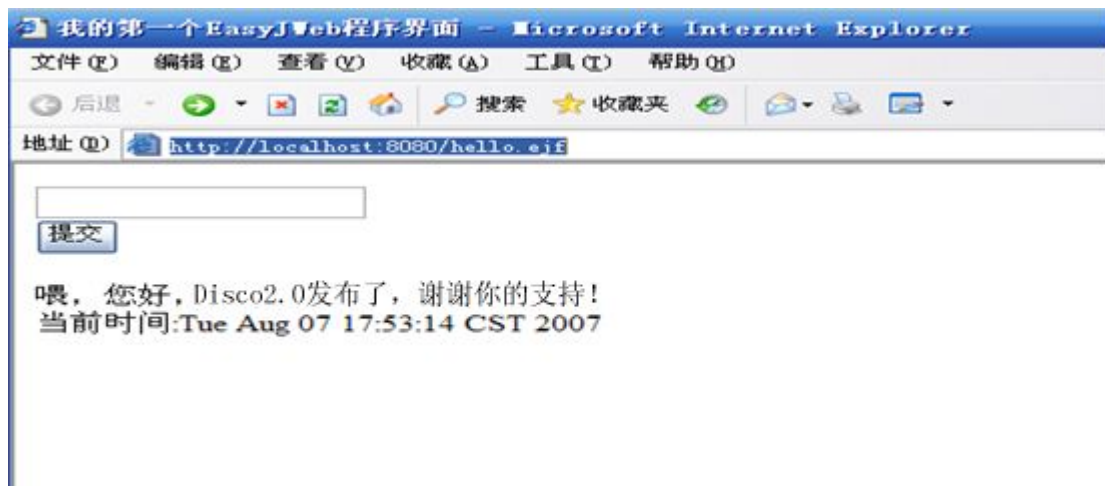 我的第一个EasyJWeb程序界面 - Microsoft Internet Explorer
文件(F) 编辑(E) 查看(V) 收藏(A) 工具(T) 帮助(H)
后退 搜索 收藏夹
地址(D) http://localhost:8080/hello.ejf
提交
喂, 您好,Disco2.0发布了，谢谢你的支持!
当前时间:Tue Aug 07 17:53:14 CST 2007